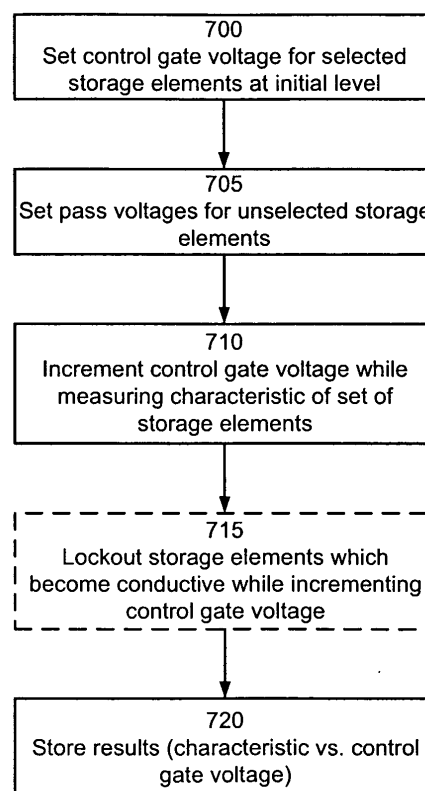 700
Set control gate voltage for selected
storage elements at initial level
705
Set pass voltages for unselected storage
elements
710
Increment control gate voltage while
measuring characteristic of set of
storage elements
715
Lockout storage elements which
become conductive while incrementing
control gate voltage
720
Store results (characteristic vs. control
gate voltage)